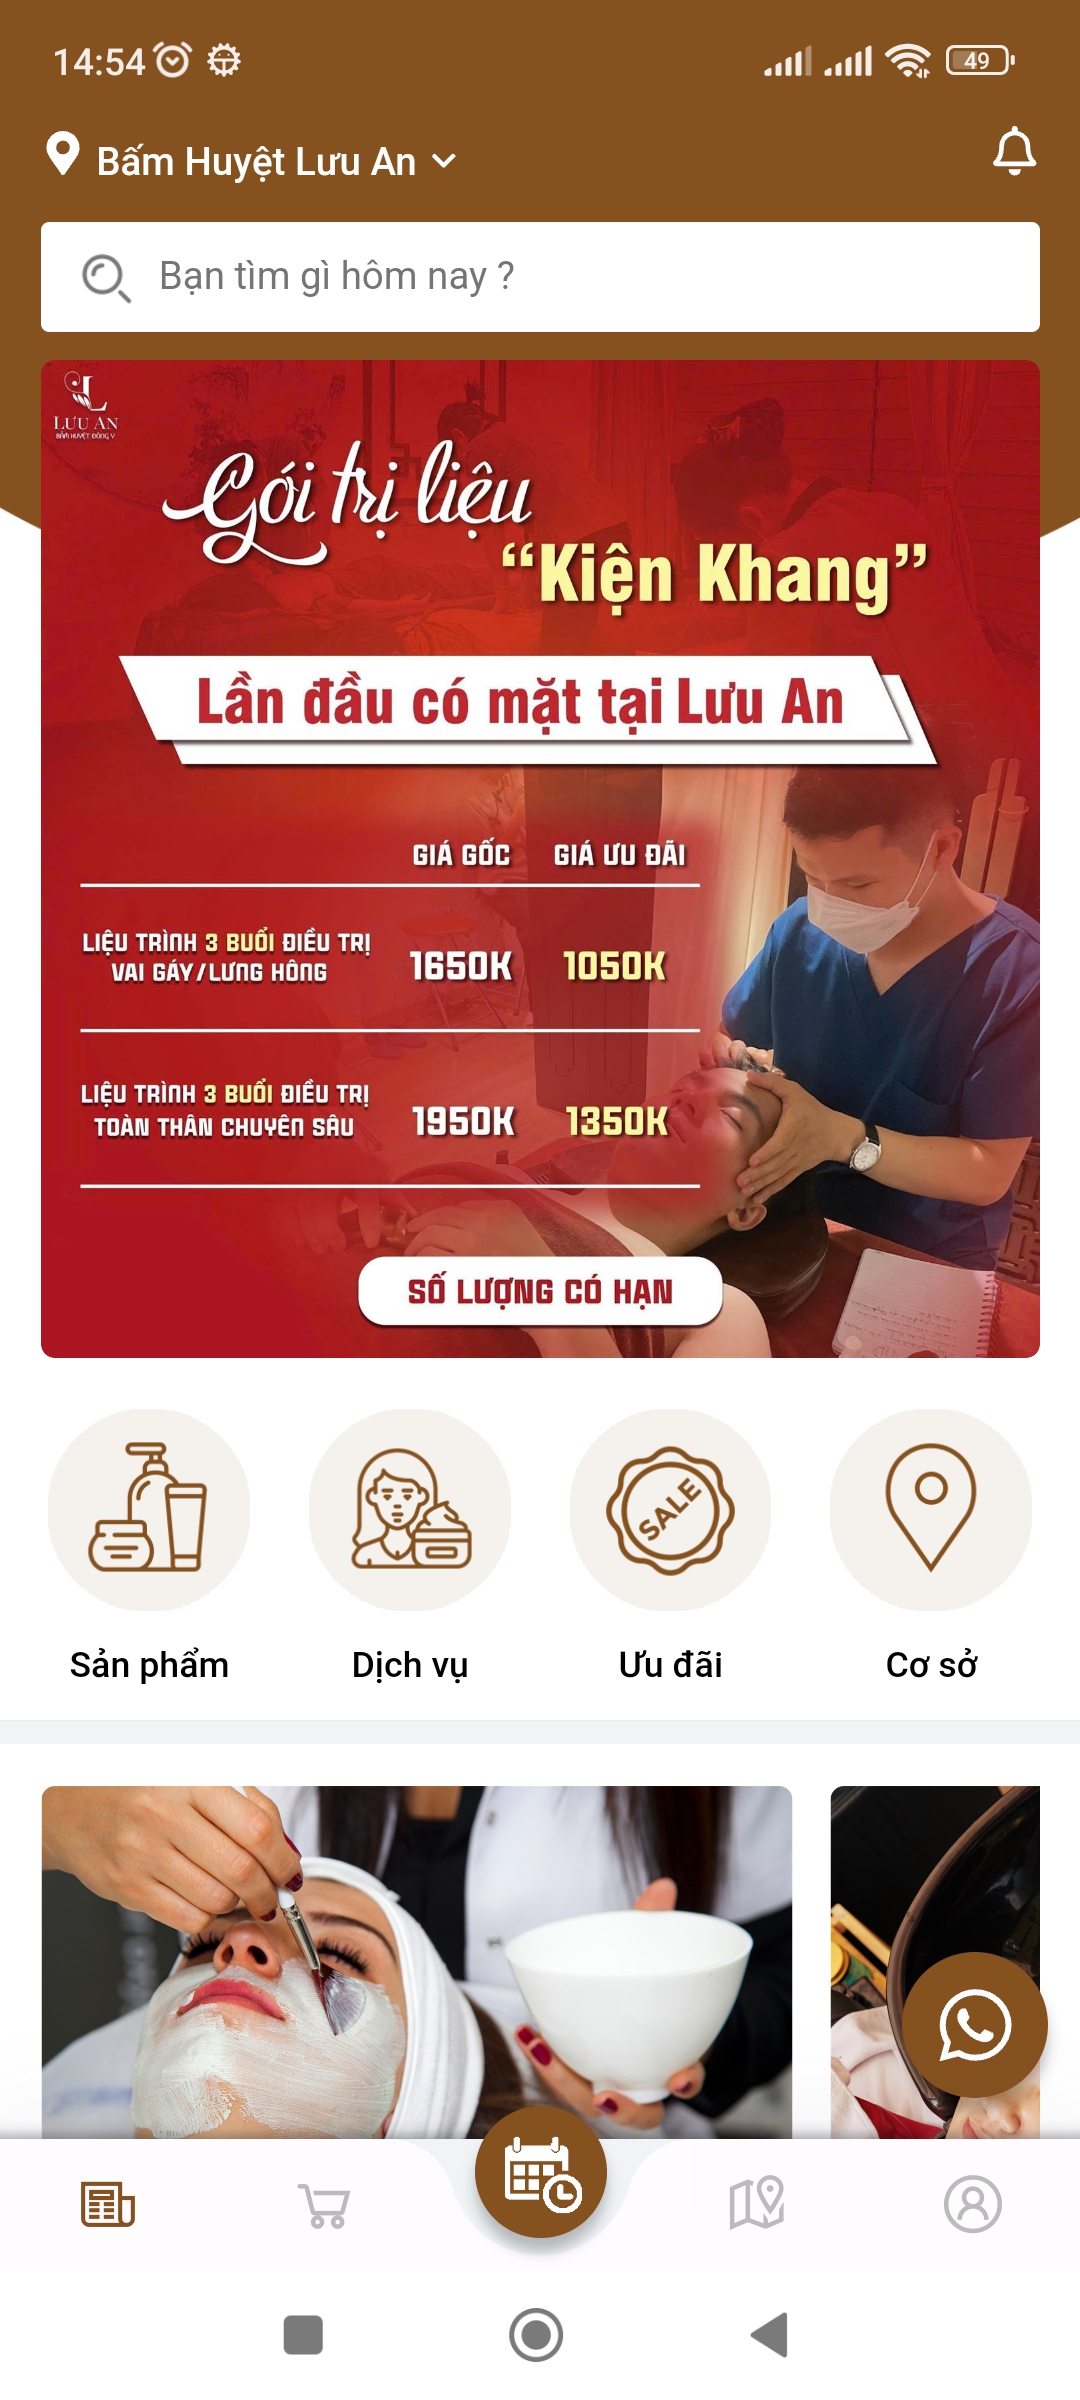 14:54
49
Bấm Huyệt Lưu An
Bạn tìm gì hôm nay ?
LƯU AN
BẤM HUYỆT ĐÔNG Y
Gói trị liệu
“Kiện Khang”
Lần đầu có mặt tại Lưu An
GIÁ GỐC GIÁ ƯU ĐÃI
LIỆU TRÌNH 3 BUỔI ĐIỀU TRỊ
VAI GÁY/LƯNG HÔNG
1650K 1050K
LIỆU TRÌNH 3 BUỔI ĐIỀU TRỊ
TOÀN THÂN CHUYÊN SÂU
1950K 1350K
SỐ LƯỢNG CÓ HẠN
SALE
Sản phẩm Dịch vụ Ưu đãi Cơ sở